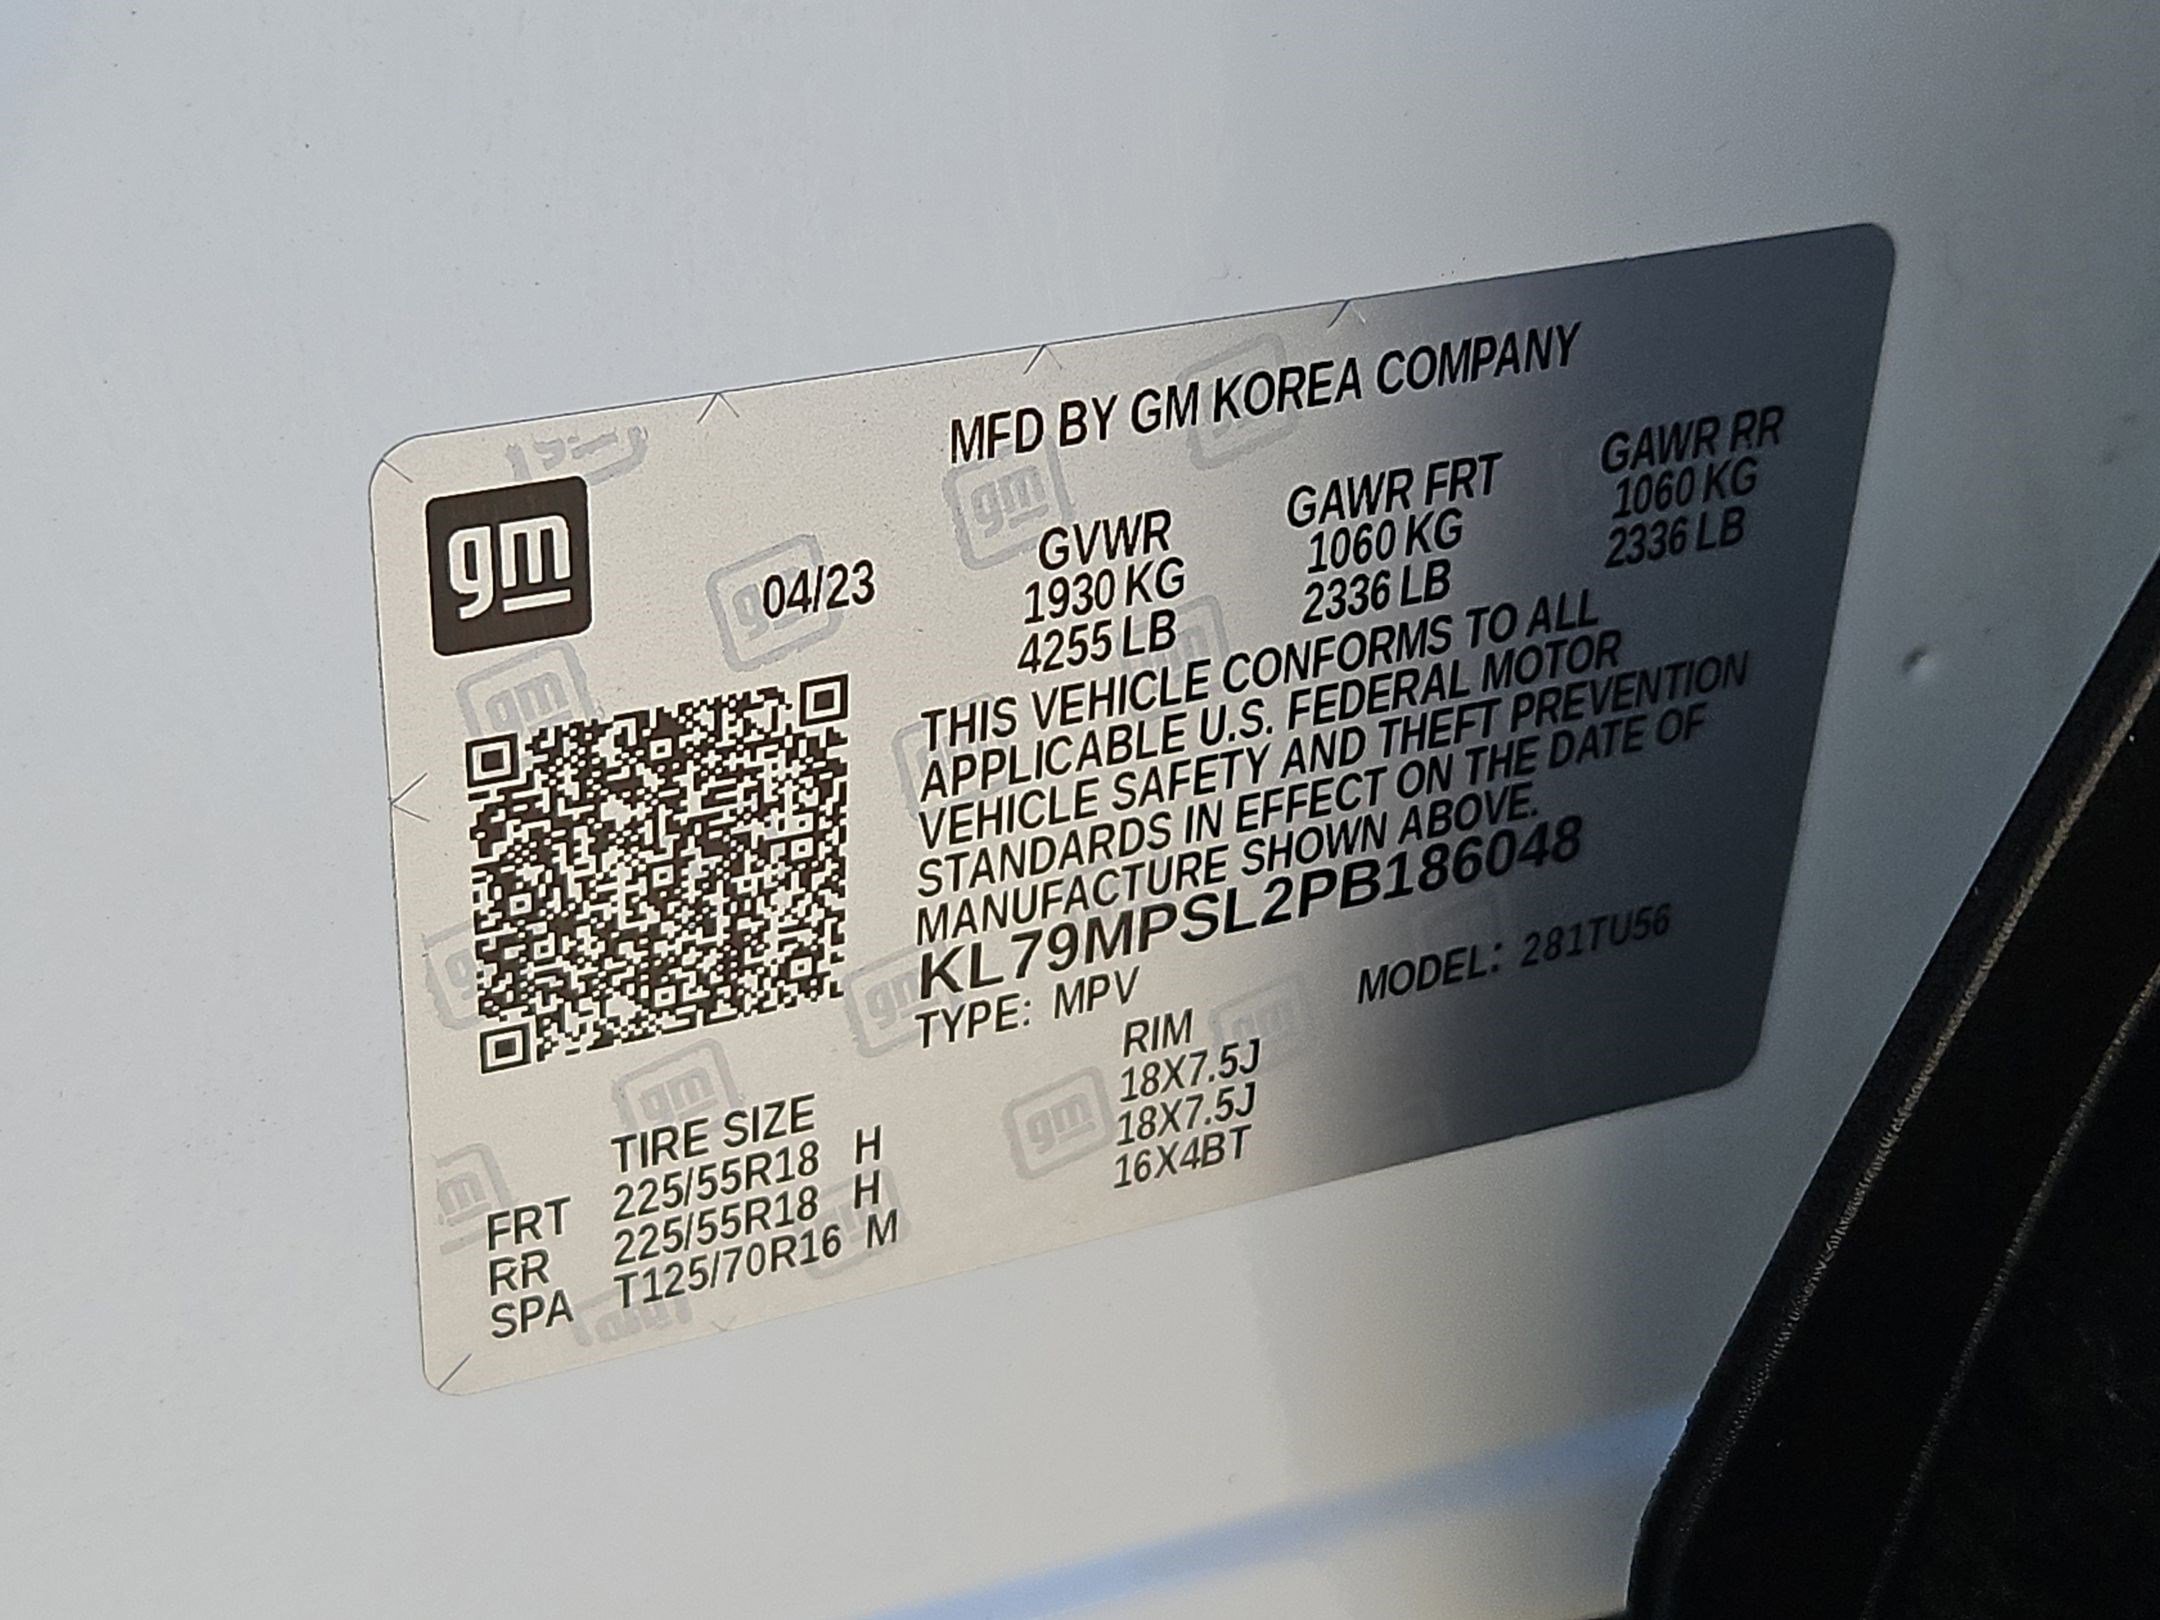 MFD BY GM KOREA COMPANY
gm
04/23
GVWR GAWR FRT GAWR RR
1930 KG 1060 KG 1060 KG
4255 LB 2336 LB 2336 LB
THIS VEHICLE CONFORMS TO ALL
APPLICABLE U.S. FEDERAL MOTOR
VEHICLE SAFETY AND THEFT PREVENTION
STANDARDS IN EFFECT ON THE DATE OF
MANUFACTURE SHOWN ABOVE.
KL79MPSL2PB186048
TYPE: MPV MODEL: 281TU56
TIRE SIZE RIM
FRT 225/55R18 H 18X7.5J
RR 225/55R18 H 18X7.5J
SPA T125/70R16 M 16X4BT